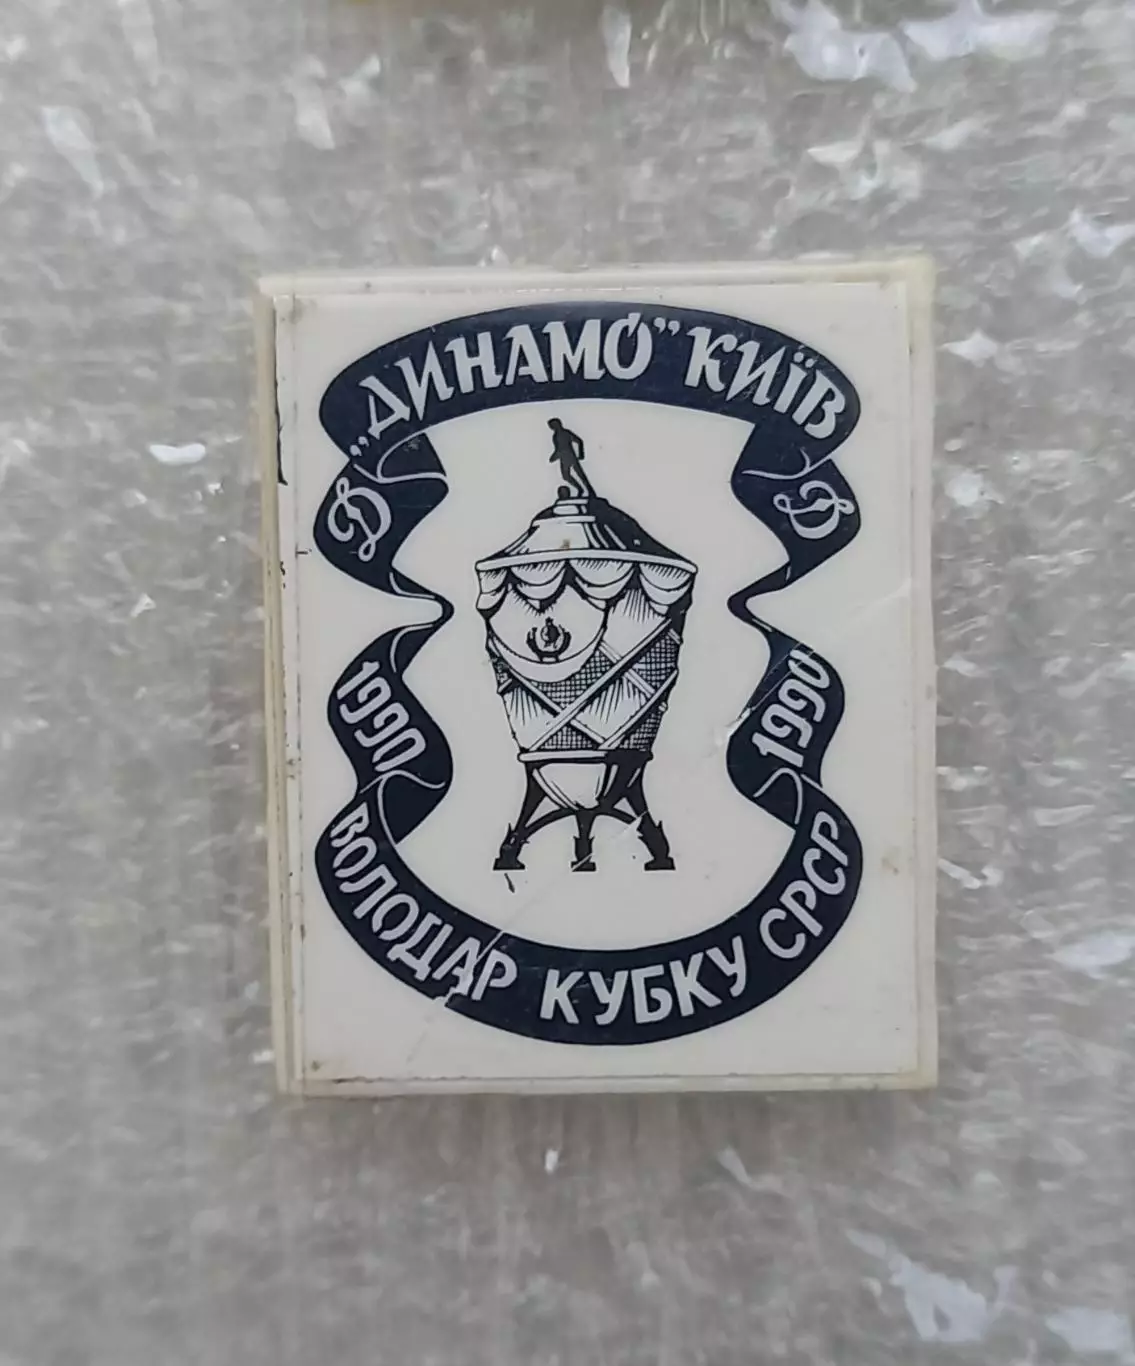 „ДИНАМО” КИЇВ
Д Д
1990 1990
ВОЛОДАР КУБКУ СРСР